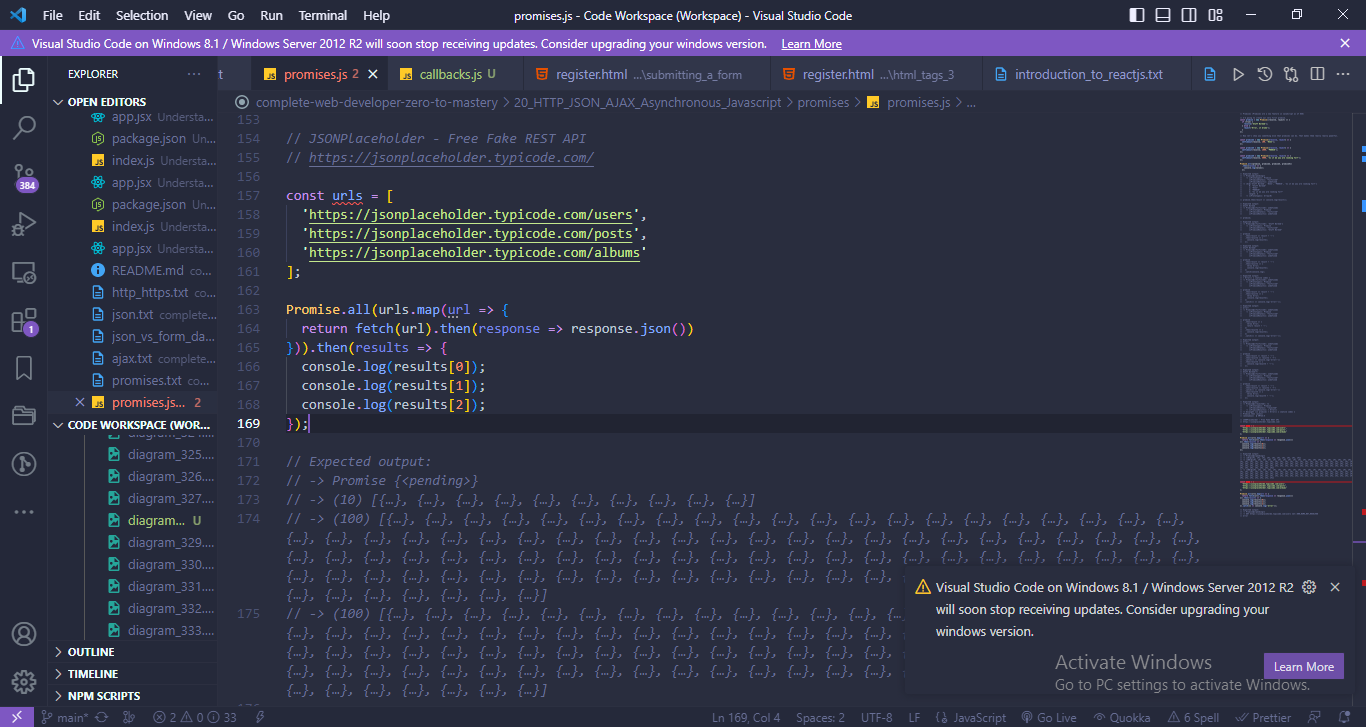 File Edit Selection View Go Run Terminal Help
promises.js - Code Workspace (Workspace) - Visual Studio Code
Visual Studio Code on Windows 8.1 / Windows Server 2012 R2 will soon stop receiving updates. Consider upgrading your windows version. Learn More
EXPLORER
t
promises.js 2
callbacks.js U
register.html ...\submitting_a_form
register.html ...\html_tags_3
introduction_to_reactjs.txt
complete-web-developer-zero-to-mastery > 20_HTTP_JSON_AJAX_Asynchronous_Javascript > promises > promises.js > ...
OPEN EDITORS
app.jsx Understa...
package.json Un...
index.js Understa...
app.jsx Understa...
package.json Un...
index.js Understa...
app.jsx Understa...
README.md co...
http_https.txt co...
json.txt complete...
json_vs_form_da...
ajax.txt complete...
promises.txt co...
promises.js... 2
CODE WORKSPACE (WOR...
diagram_325....
diagram_326....
diagram_327....
diagram... U
diagram_329....
diagram_330....
diagram_331....
diagram_332....
diagram_333....
OUTLINE
TIMELINE
NPM SCRIPTS
384
1
153
154 // JSONPlaceholder - Free Fake REST API
155 // https://jsonplaceholder.typicode.com/
156
157 const urls = [
158 'https://jsonplaceholder.typicode.com/users',
159 'https://jsonplaceholder.typicode.com/posts',
160 'https://jsonplaceholder.typicode.com/albums'
161 ];
162
163 Promise.all(urls.map(url => {
164 return fetch(url).then(response => response.json())
165 })).then(results => {
166 console.log(results[0]);
167 console.log(results[1]);
168 console.log(results[2]);
169 });
170
171 // Expected output:
172 // -> Promise {<pending>}
173 // -> (10) [{…}, {…}, {…}, {…}, {…}, {…}, {…}, {…}, {…}, {…}]
174 // -> (100) [{…}, {…}, {…}, {…}, {…}, {…}, {…}, {…}, {…}, {…}, {…}, {…}, {…}, {…}, {…}, {…}, {…}, {…}, {…}, {…}, {…},
{…}, {…}, {…}, {…}, {…}, {…}, {…}, {…}, {…}, {…}, {…}, {…}, {…}, {…}, {…}, {…}, {…}, {…}, {…}, {…}, {…}, {…}, {…}, {…},
{…}, {…}, {…}, {…}, {…}, {…}, {…}, {…}, {…}, {…}, {…}, {…}, {…}, {…}, {…}, {…}, {…}, {…}, {…}, {…}, {…}, {…}, {…}, {…},
{…}, {…}, {…}, {…}, {…}, {…}, {…}, {…}, {…}, {…}, {…}, {…}, {…}, {…}, {…}, {…},
{…}, {…}, {…}, {…}, {…}, {…}, {…}]
175 // -> (100) [{…}, {…}, {…}, {…}, {…}, {…}, {…}, {…}, {…}, {…}, {…}, {…}, {…},
{…}, {…}, {…}, {…}, {…}, {…}, {…}, {…}, {…}, {…}, {…}, {…}, {…}, {…}, {…}, {…},
{…}, {…}, {…}, {…}, {…}, {…}, {…}, {…}, {…}, {…}, {…}, {…}, {…}, {…}, {…}, {…},
{…}, {…}, {…}, {…}, {…}, {…}, {…}, {…}, {…}, {…}, {…}, {…}, {…}, {…}, {…}, {…},
{…}, {…}, {…}, {…}, {…}, {…}, {…}]
Visual Studio Code on Windows 8.1 / Windows Server 2012 R2
will soon stop receiving updates. Consider upgrading your
windows version.
Learn More
Activate Windows
Go to PC settings to activate Windows.
main* 2 0 33
Ln 169, Col 4 Spaces: 2 UTF-8 LF {} JavaScript Go Live Quokka 6 Spell Prettier